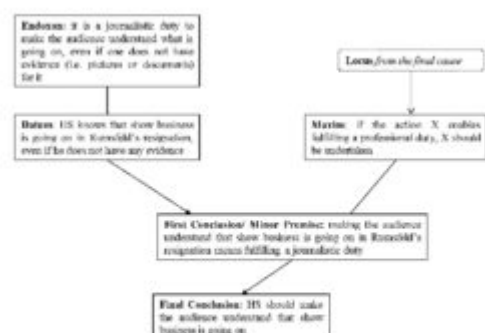 Endoxon: it is a journalistic duty to
make the audience understand what is
going on, even if one does not have
evidence (i.e. pictures or documents)
for it
Locus from the final cause
Datum: HS knows that show business
is going on in Rumsfeld's resignation,
even if he does not have any evidence
Maxim: if the action X enables
fulfilling a professional duty, X should
be undertaken
First Conclusion/ Minor Premise: making the audience
understand that show business is going on in Rumsfeld's
resignation means fulfilling a journalistic duty
Final Conclusion: HS should make
the audience understand that show
business is going on